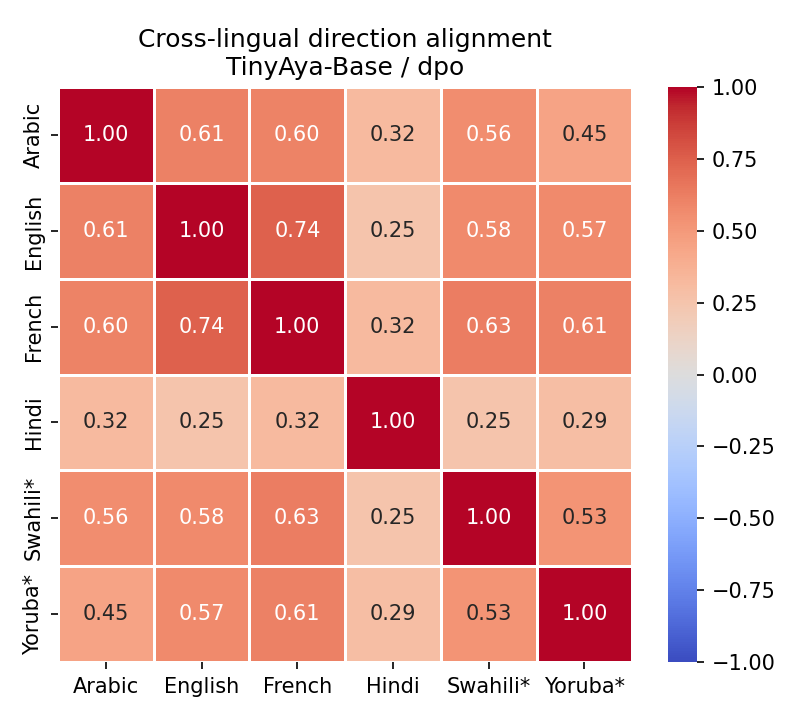 Cross-lingual direction alignment
TinyAya-Base / dpo
Arabic 1.00 0.61 0.60 0.32 0.56 0.45
English 0.61 1.00 0.74 0.25 0.58 0.57
French 0.60 0.74 1.00 0.32 0.63 0.61
Hindi 0.32 0.25 0.32 1.00 0.25 0.29
Swahili* 0.56 0.58 0.63 0.25 1.00 0.53
Yoruba* 0.45 0.57 0.61 0.29 0.53 1.00
Arabic English French Hindi Swahili* Yoruba*
1.00
0.75
0.50
0.25
0.00
−0.25
−0.50
−0.75
−1.00